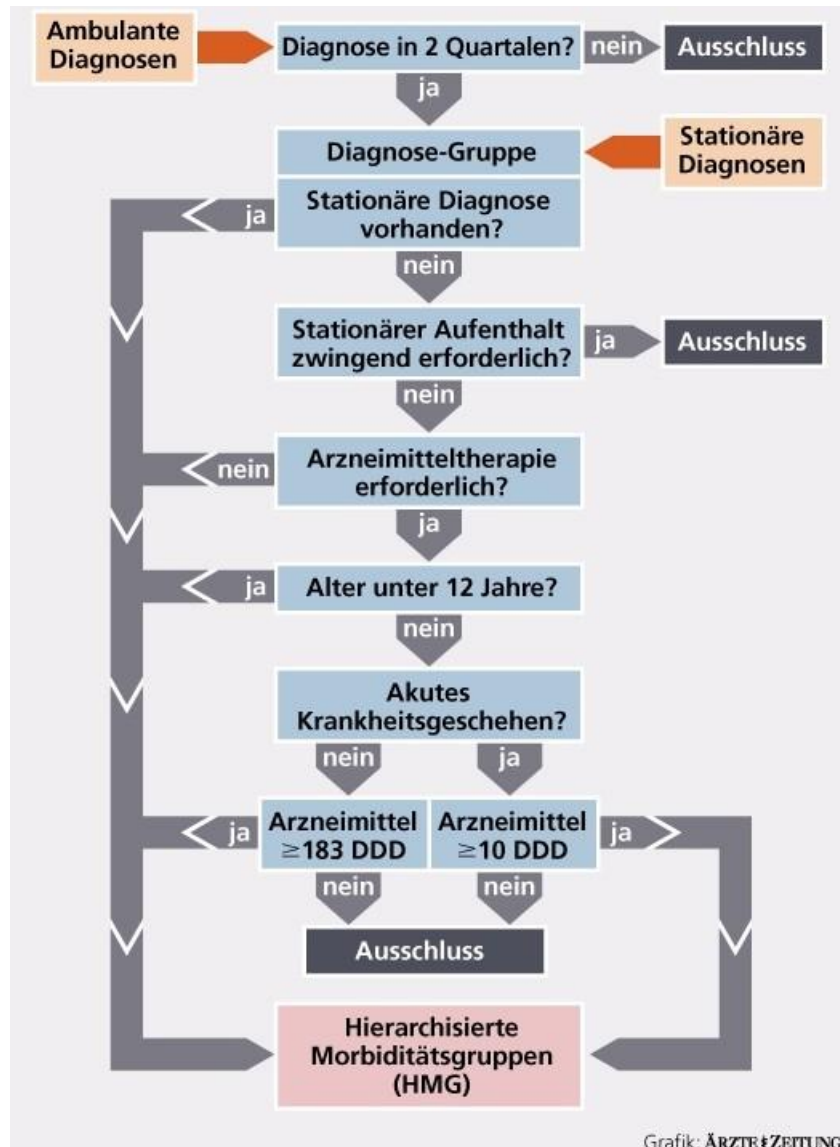 Ambulante
Diagnosen
Diagnose in 2 Quartalen?
nein
Ausschluss
ja
Diagnose-Gruppe
Stationäre
Diagnosen
ja
Stationäre Diagnose
vorhanden?
nein
Stationärer Aufenthalt
zwingend erforderlich?
ja
Ausschluss
nein
nein
Arzneimitteltherapie
erforderlich?
ja
ja
Alter unter 12 Jahre?
nein
Akutes
Krankheitsgeschehen?
nein
ja
ja
Arzneimittel
≥183 DDD
Arzneimittel
≥10 DDD
ja
nein
nein
Ausschluss
Hierarchisierte
Morbiditätsgruppen
(HMG)
Grafik: ÄRZTE ZEITUNG